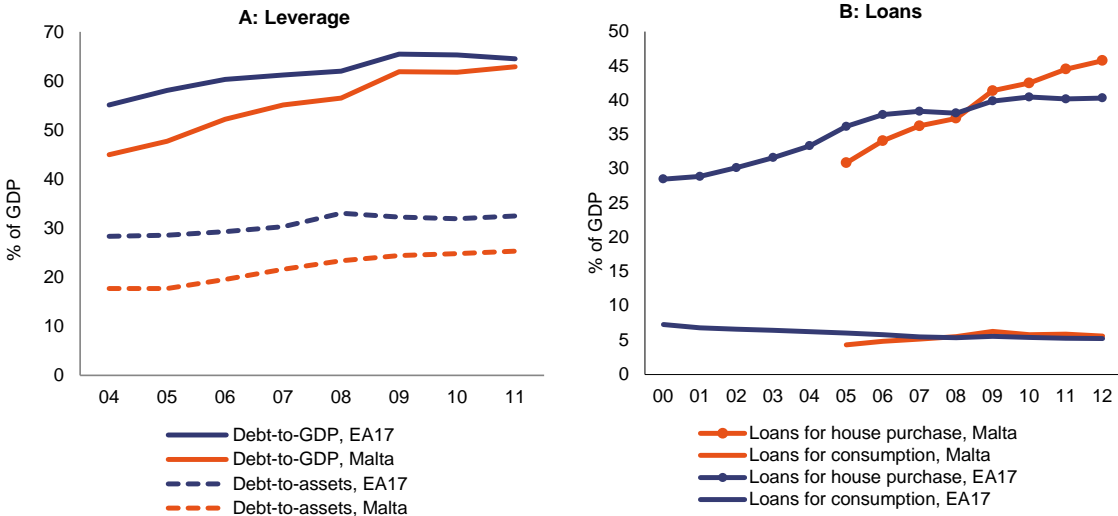 A: Leverage
70
60
50
40
30
20
10
0
% of GDP
04 05 06 07 08 09 10 11
Debt-to-GDP, EA17
Debt-to-GDP, Malta
Debt-to-assets, EA17
Debt-to-assets, Malta
B: Loans
50
45
40
35
30
25
20
15
10
5
0
% of GDP
00 01 02 03 04 05 06 07 08 09 10 11 12
Loans for house purchase, Malta
Loans for consumption, Malta
Loans for house purchase, EA17
Loans for consumption, EA17